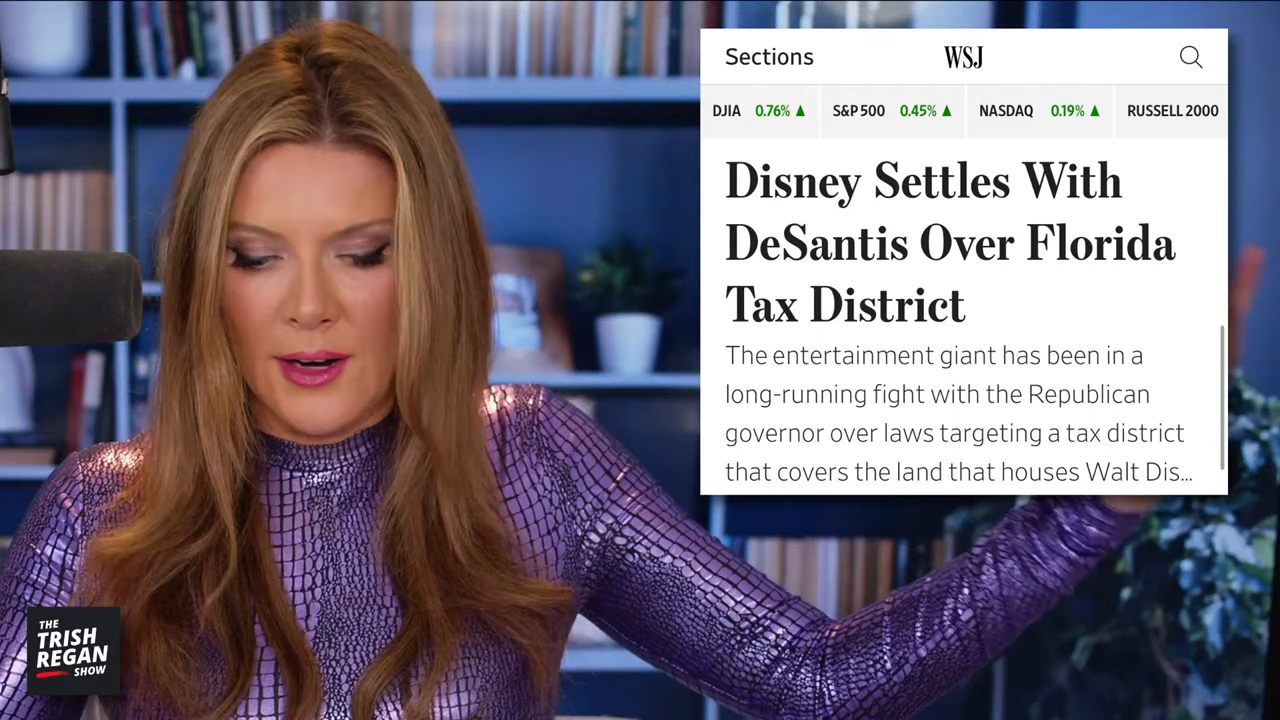 Sections
WSJ
DJIA 0.76% ▲ S&P 500 0.45% ▲ NASDAQ 0.19% ▲ RUSSELL 2000
Disney Settles With
DeSantis Over Florida
Tax District
The entertainment giant has been in a
long-running fight with the Republican
governor over laws targeting a tax district
that covers the land that houses Walt Dis...
THE
TRISH
REGAN
SHOW